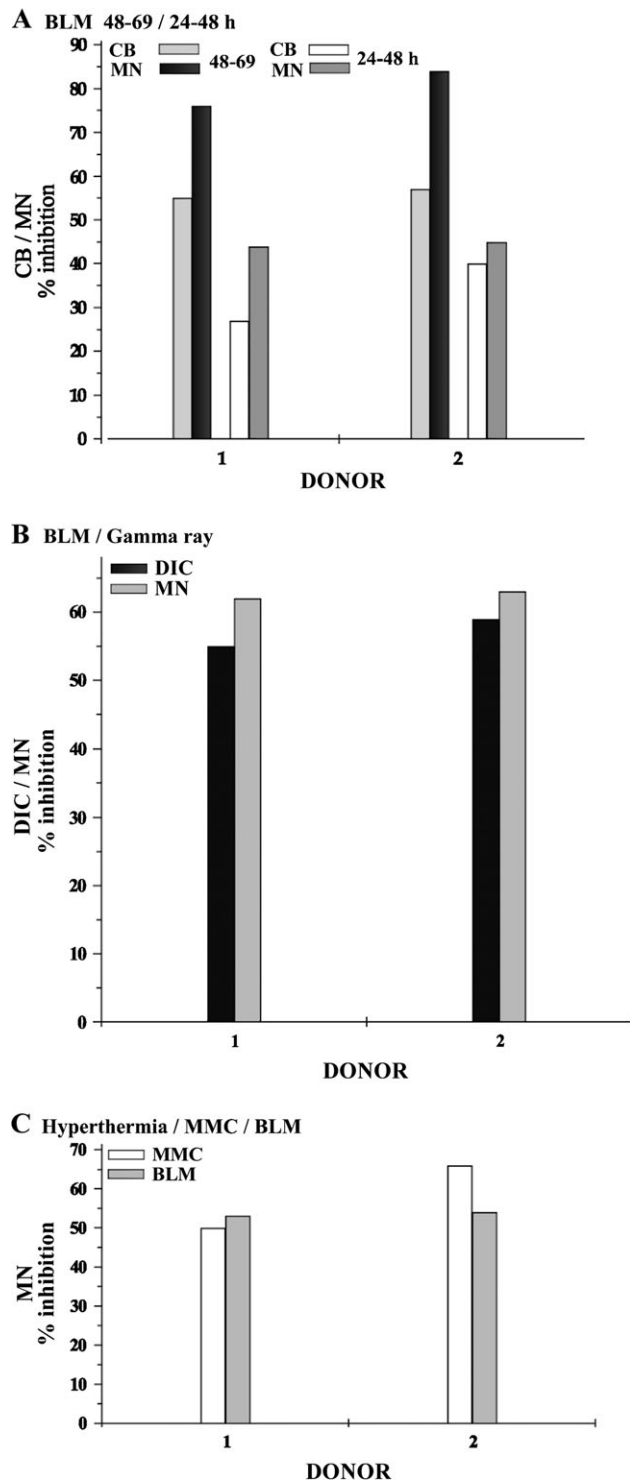 A BLM 48-69 / 24-48 h
90
80
70
60
50
40
30
20
10
0
CB / MN
% inhibition
CB
MN
48-69
CB
MN
24-48 h
1
2
DONOR
B BLM / Gamma ray
60
50
40
30
20
10
0
DIC / MN
% inhibition
DIC
MN
1
2
DONOR
C Hyperthermia / MMC / BLM
70
60
50
40
30
20
10
0
MN
% inhibition
MMC
BLM
1
2
DONOR